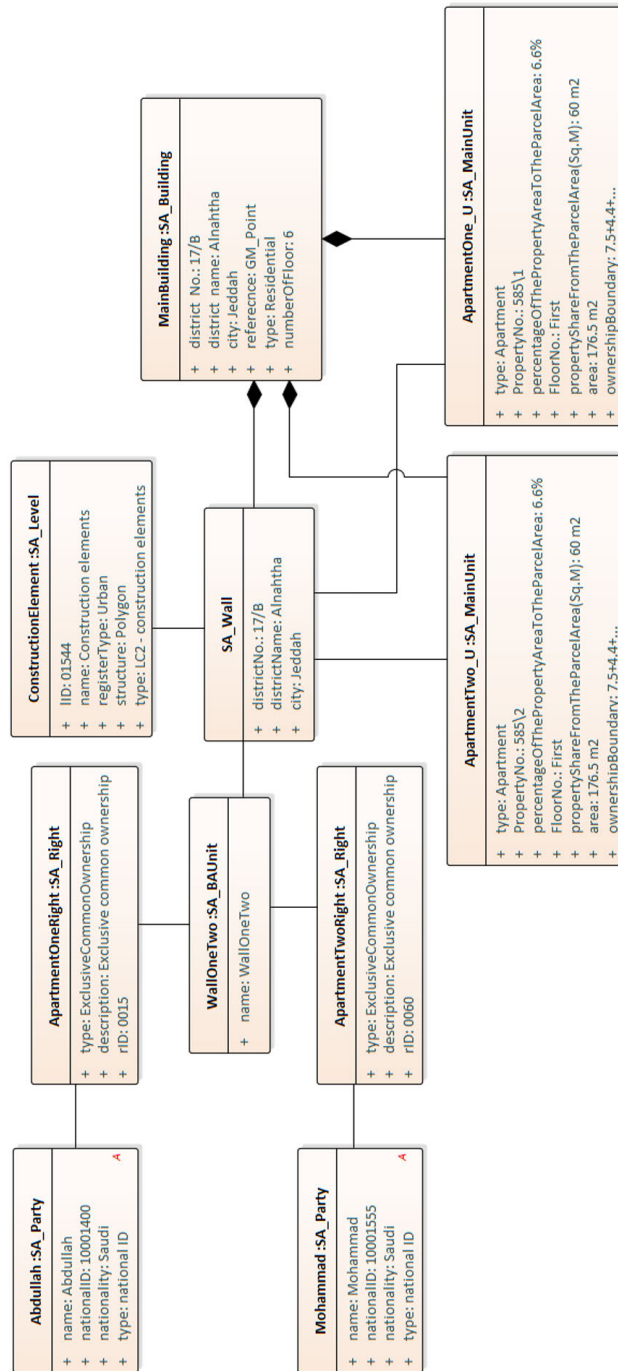 Abdullah :SA_Party
+ name: Abdullah
+ nationalID: 10001400
+ nationality: Saudi
+ type: national ID
A
ApartmentOneRight :SA_Right
+ type: ExclusiveCommonOwnership
+ description: Exclusive common ownership
+ rID: 0015
ConstructionElement :SA_Level
+ lID: 01544
+ name: Construction elements
+ registerType: Urban
+ structure: Polygon
+ type: LC2 - construction elements
MainBuilding :SA_Building
+ district_No.: 17/B
+ district_name: Alnahtha
+ city: Jeddah
+ referecnce: GM_Point
+ type: Residential
+ numberOfFloor: 6
WallOneTwo :SA_BAUnit
+ name: WallOneTwo
SA_Wall
+ districtNo.: 17/B
+ districtName: Alnahtha
+ city: Jeddah
Mohammad :SA_Party
+ name: Mohammad
+ nationalID: 10001555
+ nationality: Saudi
+ type: national ID
A
ApartmentTwoRight :SA_Right
+ type: ExclusiveCommonOwnership
+ description: Exclusive common ownership
+ rID: 0060
ApartmentTwo_U :SA_MainUnit
+ type: Apartment
+ PropertyNo.: 585\2
+ percentageOfThePropertyAreaToTheParcelArea: 6.6%
+ FloorNo.: First
+ propertyShareFromTheParcelArea(Sq.M): 60 m2
+ area: 176.5 m2
+ ownershipBoundary: 7.5+4.4+...
ApartmentOne_U :SA_MainUnit
+ type: Apartment
+ PropertyNo.: 585\1
+ percentageOfThePropertyAreaToTheParcelArea: 6.6%
+ FloorNo.: First
+ propertyShareFromTheParcelArea(Sq.M): 60 m2
+ area: 176.5 m2
+ ownershipBoundary: 7.5+4.4+...